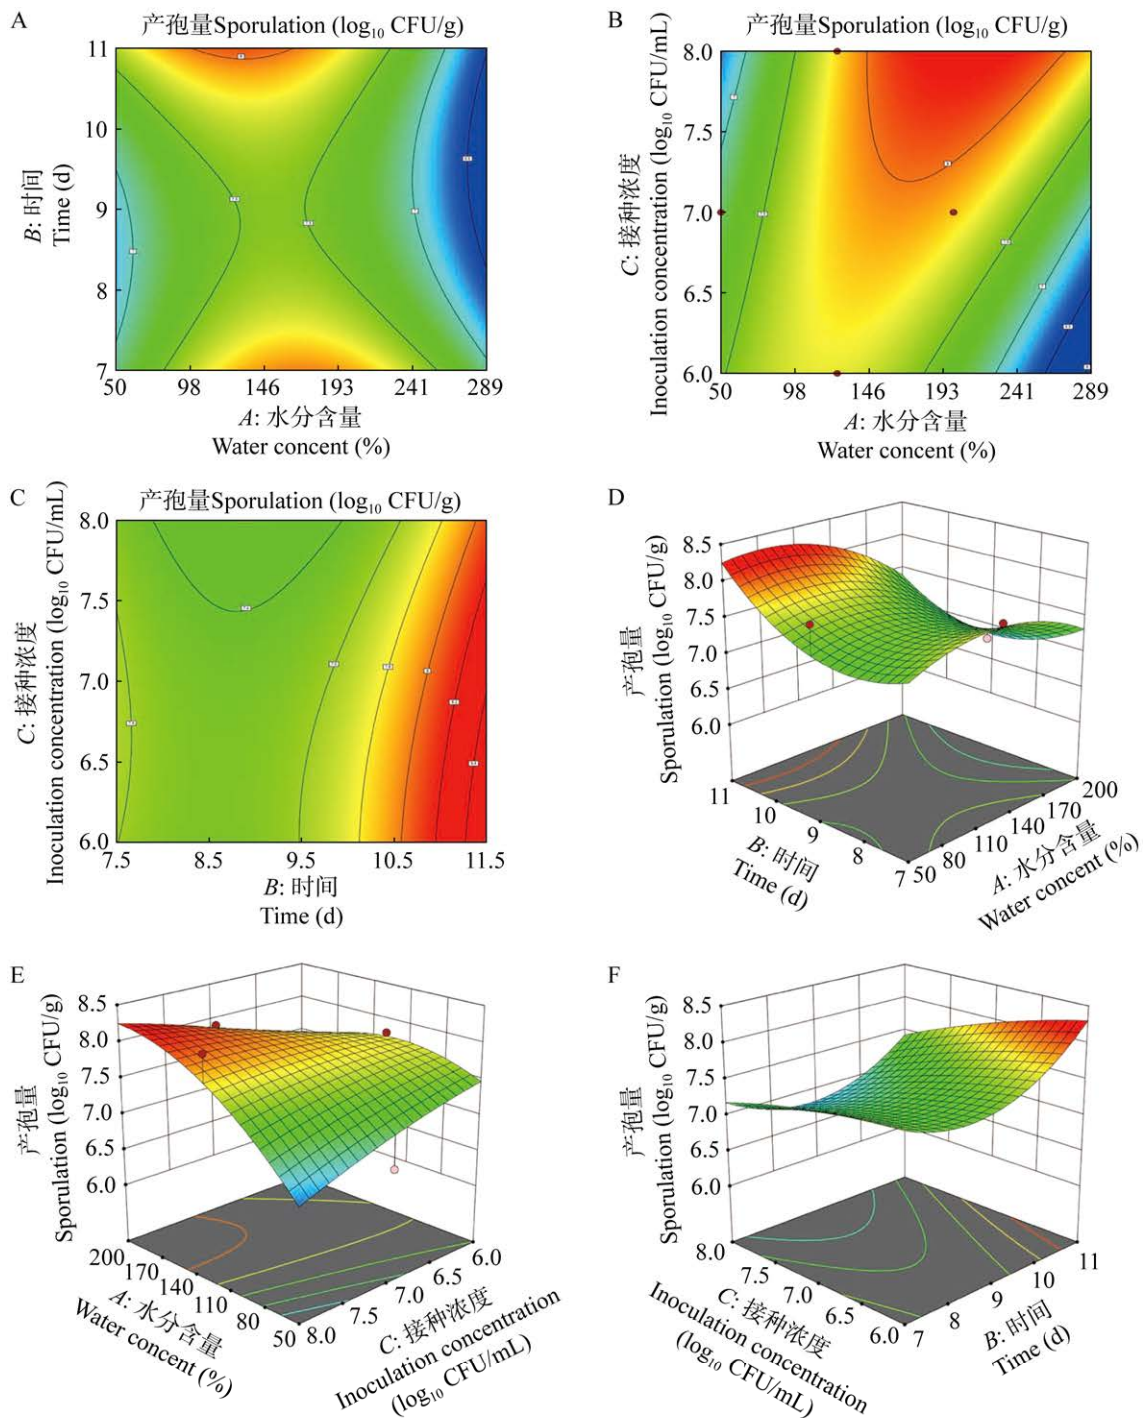 A
产孢量Sporulation (log₁₀ CFU/g)
B: 时间
Time (d)
11
10
9
8
7
50 98 146 193 241 289
A: 水分含量
Water concent (%)
B
产孢量Sporulation (log₁₀ CFU/g)
C: 接种浓度
Inoculation concentration (log₁₀ CFU/mL)
8.0
7.5
7.0
6.5
6.0
50 98 146 193 241 289
A: 水分含量
Water concent (%)
C
产孢量Sporulation (log₁₀ CFU/g)
C: 接种浓度
Inoculation concentration (log₁₀ CFU/mL)
8.0
7.5
7.0
6.5
6.0
7.5 8.5 9.5 10.5 11.5
B: 时间
Time (d)
D
产孢量
Sporulation (log₁₀ CFU/g)
8.5
8.0
7.5
7.0
6.5
6.0
11 10 9 8 7
B: 时间
Time (d)
50 80 110 140 170 200
A: 水分含量
Water concent (%)
E
产孢量
Sporulation (log₁₀ CFU/g)
8.5
8.0
7.5
7.0
6.5
6.0
200 170 140 110 80 50
A: 水分含量
Water concent (%)
8.0 7.5 7.0 6.5 6.0
C: 接种浓度
Inoculation concentration
(log₁₀ CFU/mL)
F
产孢量
Sporulation (log₁₀ CFU/g)
8.5
8.0
7.5
7.0
6.5
6.0
8.0 7.5 7.0 6.5 6.0
C: 接种浓度
Inoculation concentration
(log₁₀ CFU/mL)
7 8 9 10 11
B: 时间
Time (d)